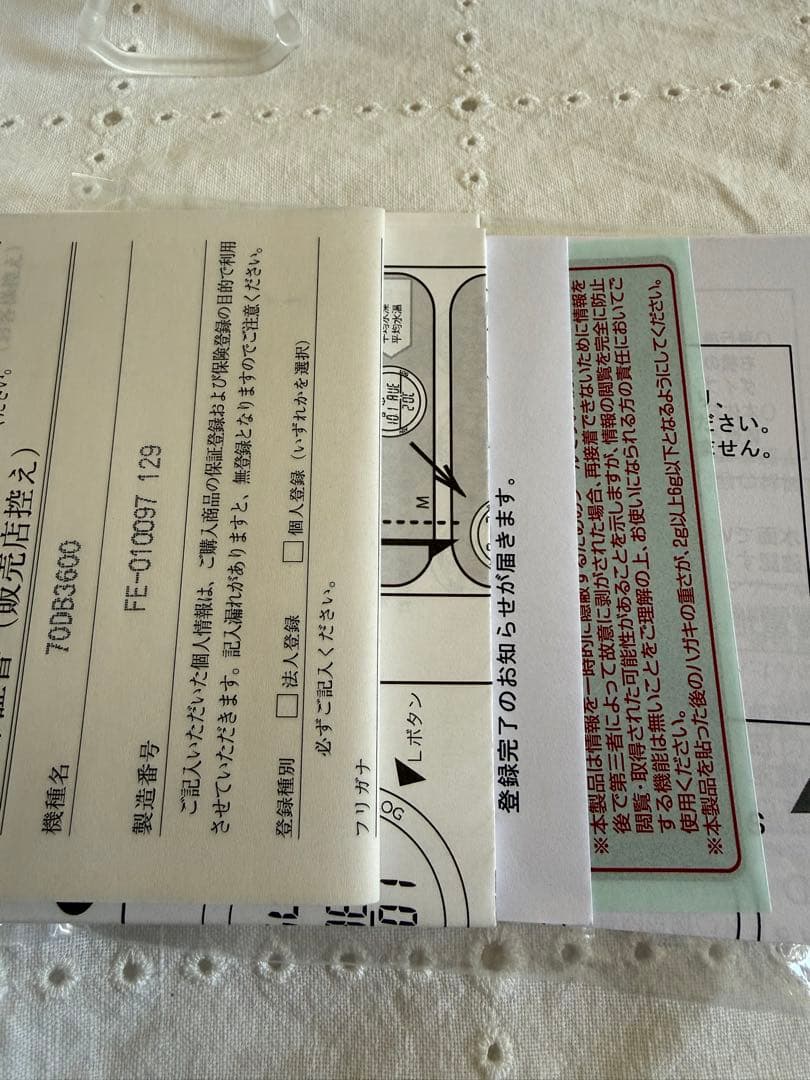 (販売店控え)
機種名 70DB3600
製造番号 FE-010097 129
ご記入いただいた個人情報は、ご購入商品の保証登録および保険登録の目的で利用
させていただきます。記入漏れがありますと、無登録となりますのでご注意ください。
登録種別 □ 法人登録 □ 個人登録(いずれかを選択)
必ずご記入ください。
フリガナ
平均水温
M
Lボタン
登録完了のお知らせが届きます。
※本製品は情報を一時的に隠蔽するための
後で第三者によって故意に剥がされた場合、再接着できないために情報を
閲覧・取得された可能性があることを示しますが、情報の閲覧を完全に防止
する機能は無いことをご理解の上、お使いになられる方の責任においてご
使用ください。
※本製品を貼った後のハガキの重さが、2g以上6g以下となるようにしてください。
さい。
せん。